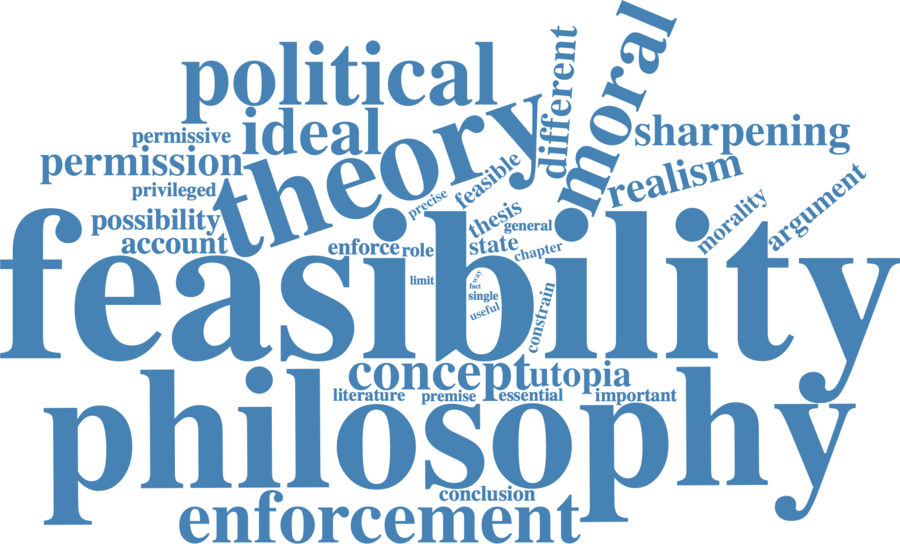 moral
different
political
sharpening
permissive
ideal
theory
permission
realism
feasible
privileged
precise
argument
possibility
thesis
general
morality
account
enforce
role
state
chapter
feasibility
limit
way
fact
single
useful
constrain
concept
utopia
literature
premise
essential
important
philosophy
conclusion
enforcement